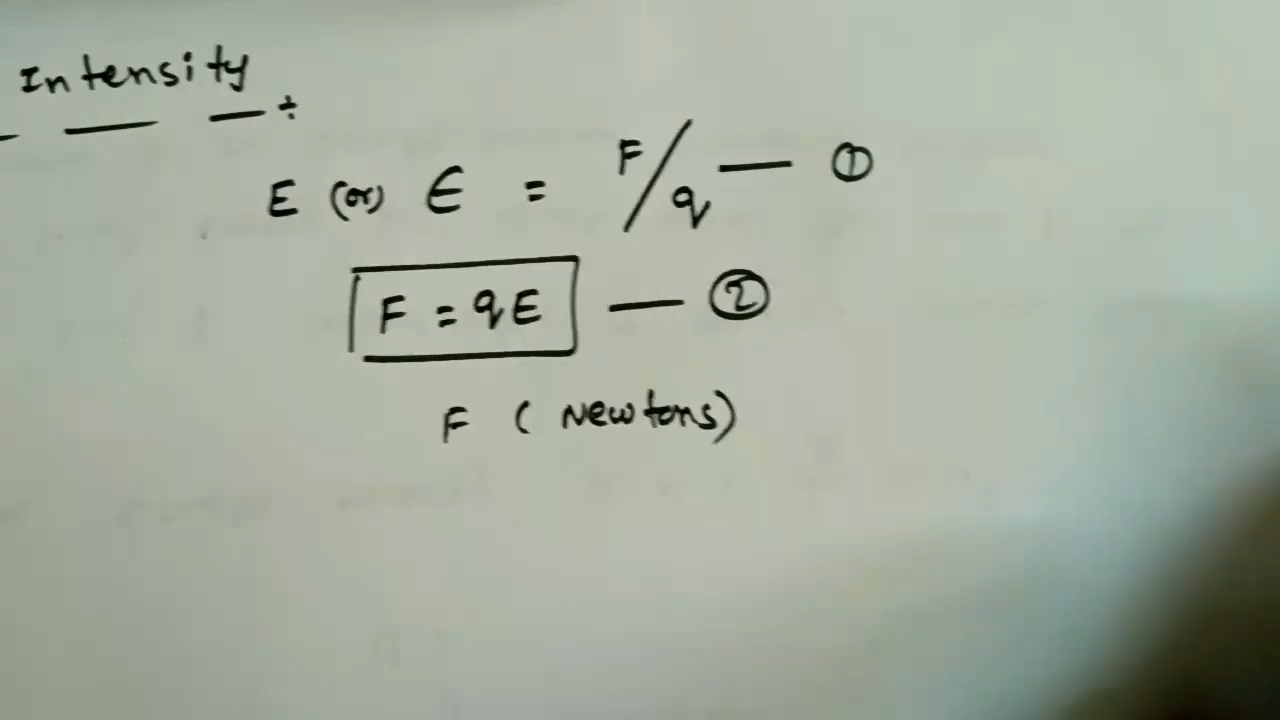 Intensity :
E (or) ∈ = F/q — ①
F = qE — ②
F ( Newtons)